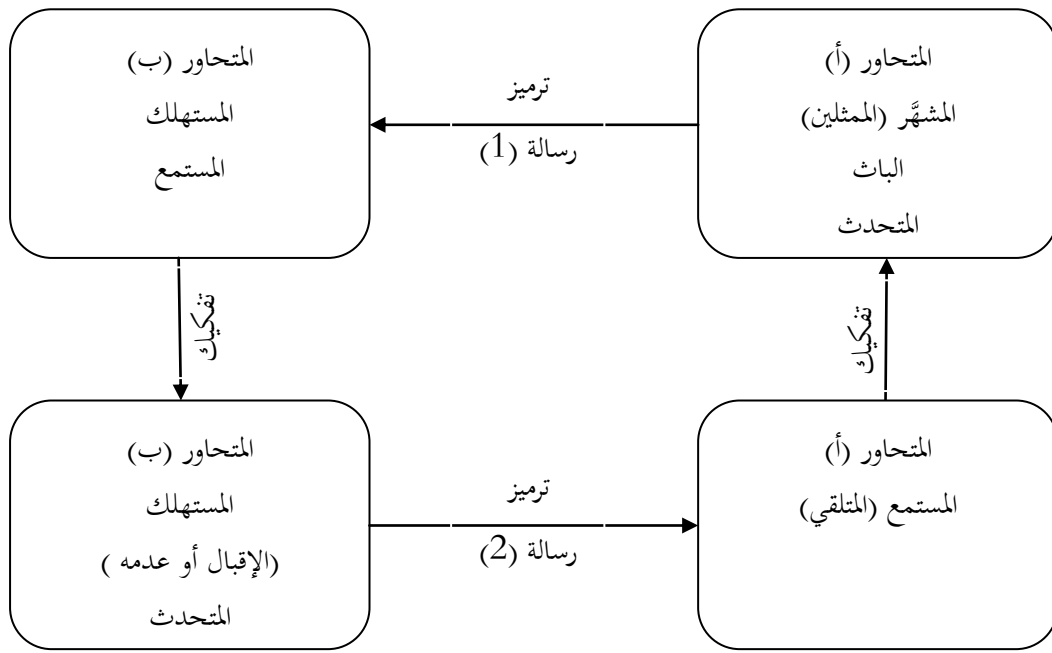 المتحاور (أ)
المشهَّر (الممثلين)
الباث
المتحدث
ترميز
رسالة (1)
المتحاور (ب)
المستهلك
المستمع
تفكيك
تفكيك
المتحاور (أ)
المستمع (المتلقي)
ترميز
رسالة (2)
المتحاور (ب)
المستهلك
(الإقبال أو عدمه )
المتحدث